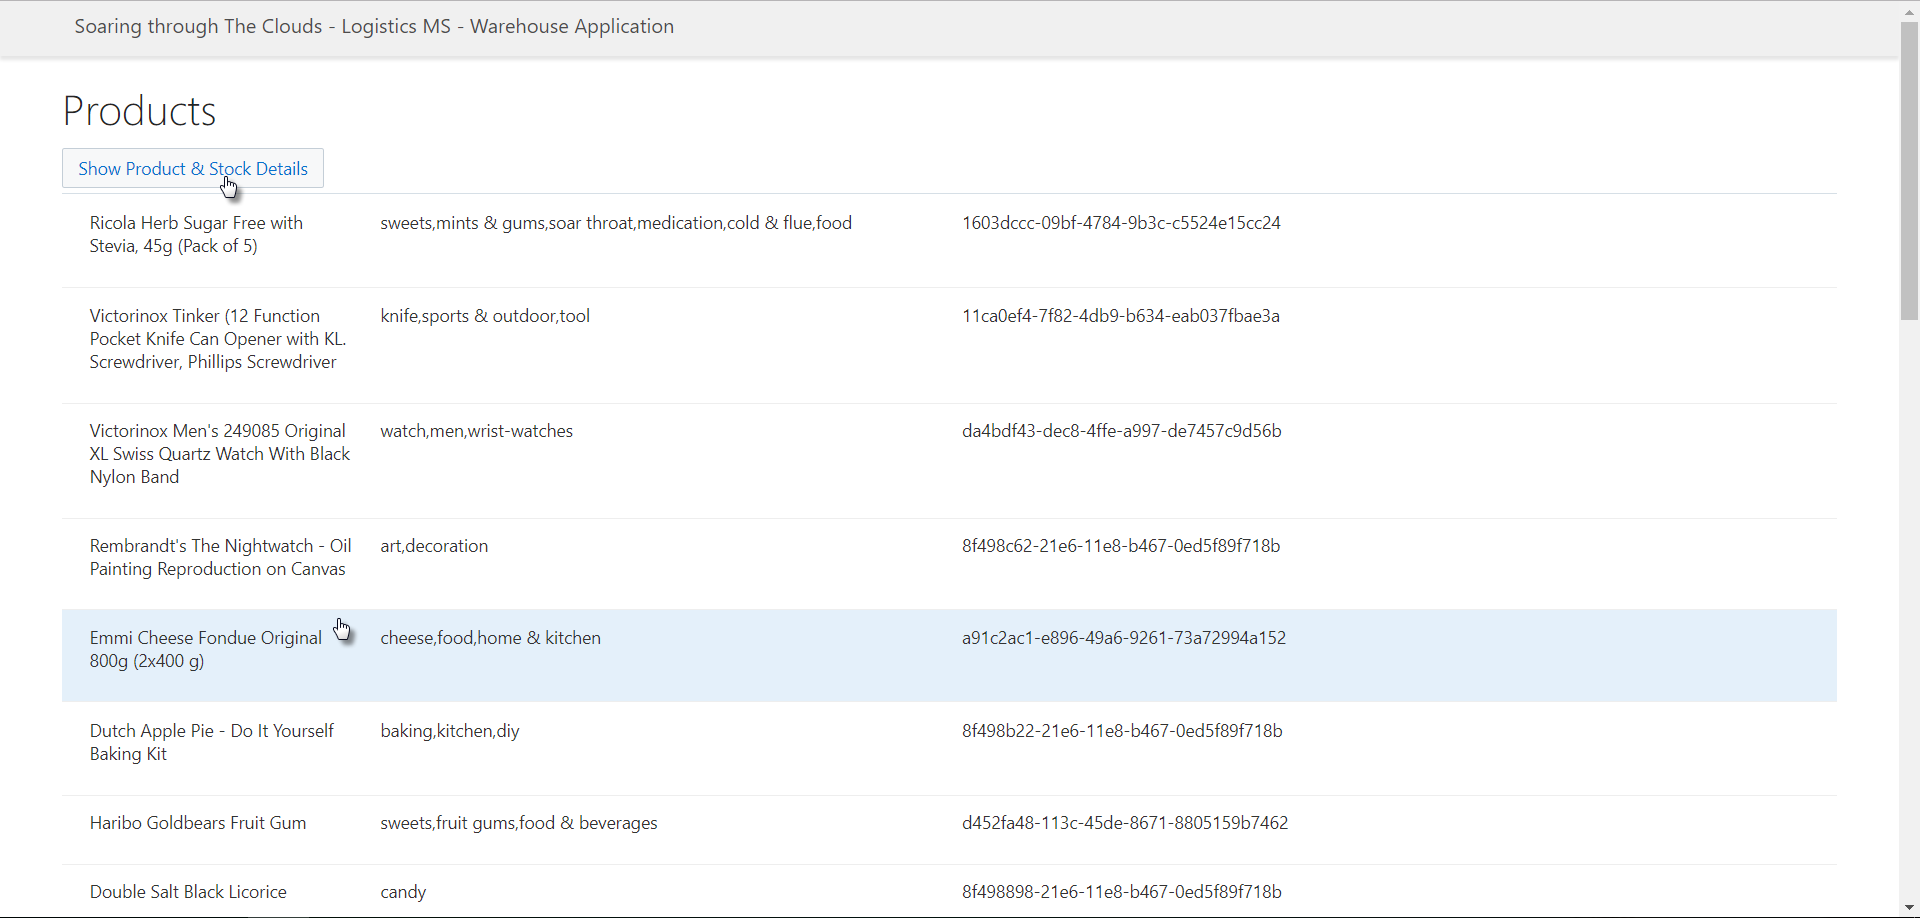 Soaring through The Clouds - Logistics MS - Warehouse Application
Products
Show Product & Stock Details
Ricola Herb Sugar Free with
Stevia, 45g (Pack of 5)
sweets,mints & gums,soar throat,medication,cold & flue,food
1603dccc-09bf-4784-9b3c-c5524e15cc24
Victorinox Tinker (12 Function
Pocket Knife Can Opener with KL.
Screwdriver, Phillips Screwdriver
knife,sports & outdoor,tool
11ca0ef4-7f82-4db9-b634-eab037fbae3a
Victorinox Men's 249085 Original
XL Swiss Quartz Watch With Black
Nylon Band
watch,men,wrist-watches
da4bdf43-dec8-4ffe-a997-de7457c9d56b
Rembrandt's The Nightwatch - Oil
Painting Reproduction on Canvas
art,decoration
8f498c62-21e6-11e8-b467-0ed5f89f718b
Emmi Cheese Fondue Original
800g (2x400 g)
cheese,food,home & kitchen
a91c2ac1-e896-49a6-9261-73a72994a152
Dutch Apple Pie - Do It Yourself
Baking Kit
baking,kitchen,diy
8f498b22-21e6-11e8-b467-0ed5f89f718b
Haribo Goldbears Fruit Gum
sweets,fruit gums,food & beverages
d452fa48-113c-45de-8671-8805159b7462
Double Salt Black Licorice
candy
8f498898-21e6-11e8-b467-0ed5f89f718b